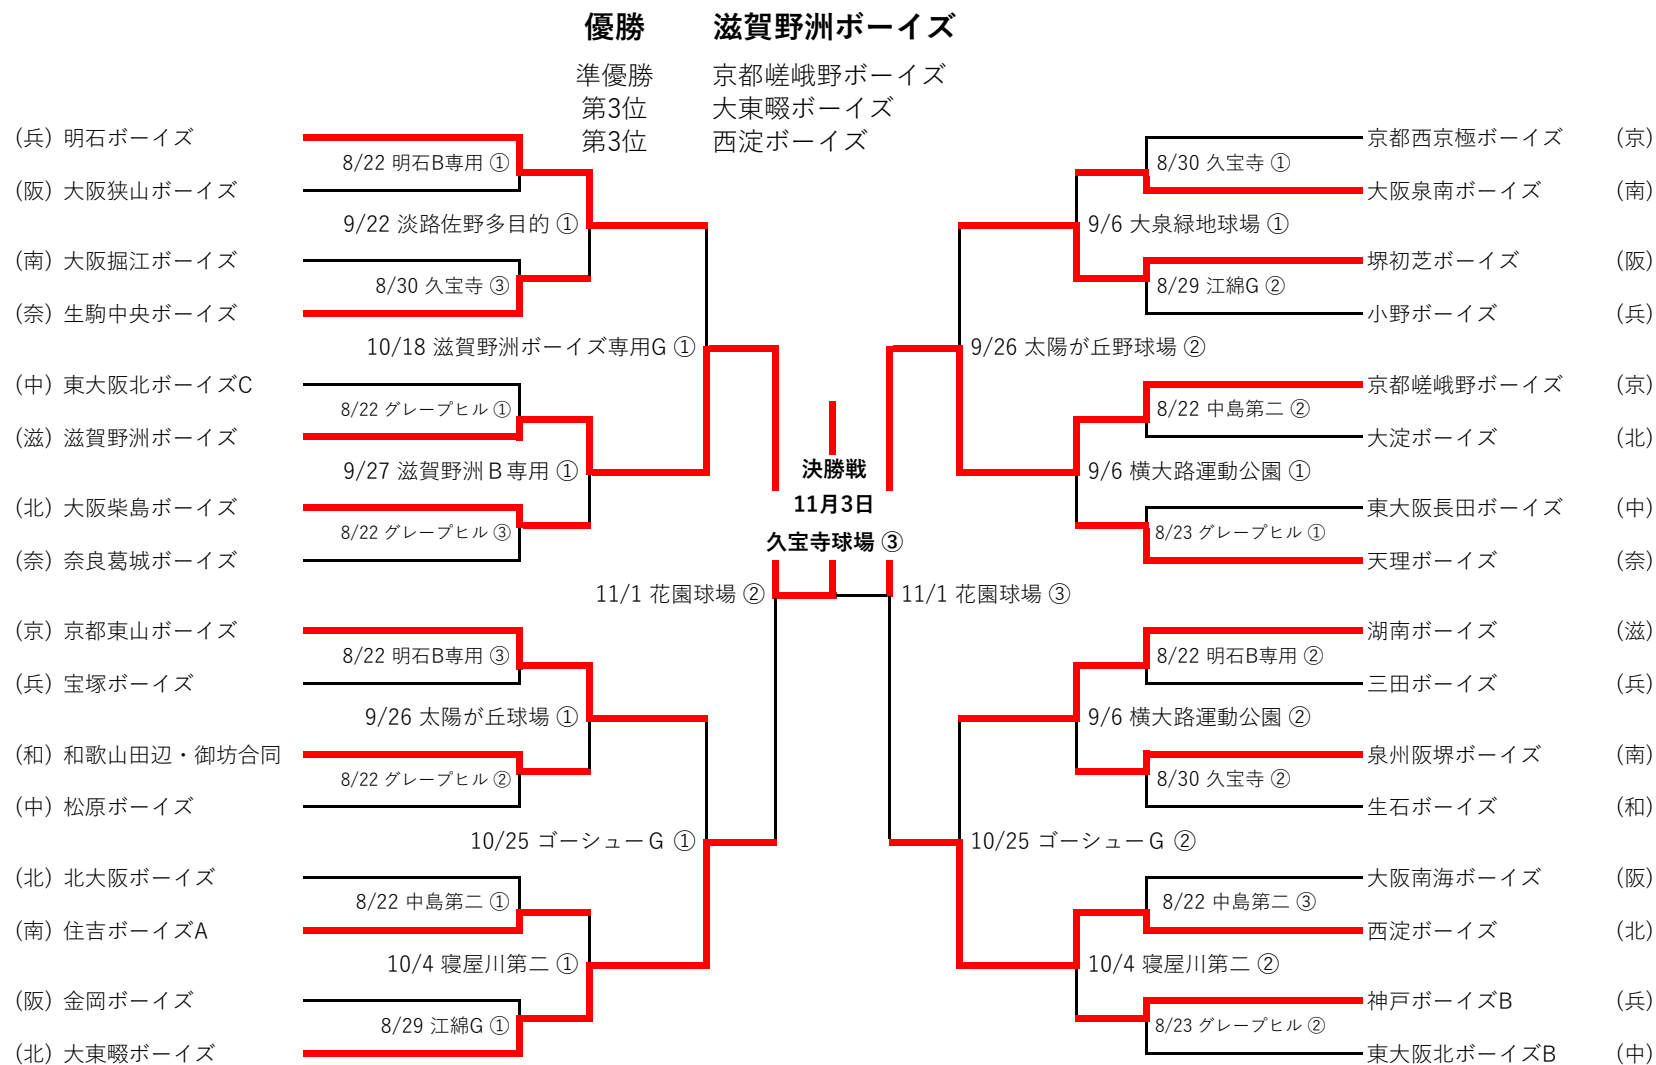 優勝 滋賀野洲ボーイズ
準優勝 京都嵯峨野ボーイズ
第3位 大東畷ボーイズ
第3位 西淀ボーイズ
(兵) 明石ボーイズ
8/22 明石B専用 ①
(阪) 大阪狭山ボーイズ
9/22 淡路佐野多目的 ①
(南) 大阪掘江ボーイズ
8/30 久宝寺 ③
(奈) 生駒中央ボーイズ
10/18 滋賀野洲ボーイズ専用G ①
(中) 東大阪北ボーイズC
8/22 グレープヒル ①
(滋) 滋賀野洲ボーイズ
9/27 滋賀野洲B専用 ①
(北) 大阪柴島ボーイズ
8/22 グレープヒル ③
(奈) 奈良葛城ボーイズ
11/1 花園球場 ②
(京) 京都東山ボーイズ
8/22 明石B専用 ③
(兵) 宝塚ボーイズ
9/26 太陽が丘球場 ①
(和) 和歌山田辺・御坊合同
8/22 グレープヒル ②
(中) 松原ボーイズ
10/25 ゴーシューG ①
(北) 北大阪ボーイズ
8/22 中島第二 ①
(南) 住吉ボーイズA
10/4 寝屋川第二 ①
(阪) 金岡ボーイズ
8/29 江綿G ①
(北) 大東畷ボーイズ
決勝戦
11月3日
久宝寺球場 ③
京都西京極ボーイズ (京)
8/30 久宝寺 ①
大阪泉南ボーイズ (南)
9/6 大泉緑地球場 ①
堺初芝ボーイズ (阪)
8/29 江綿G ②
小野ボーイズ (兵)
9/26 太陽が丘野球場 ②
京都嵯峨野ボーイズ (京)
8/22 中島第二 ②
大淀ボーイズ (北)
9/6 横大路運動公園 ①
東大阪長田ボーイズ (中)
8/23 グレープヒル ①
天理ボーイズ (奈)
11/1 花園球場 ③
湖南ボーイズ (滋)
8/22 明石B専用 ②
三田ボーイズ (兵)
9/6 横大路運動公園 ②
泉州阪堺ボーイズ (南)
8/30 久宝寺 ②
生石ボーイズ (和)
10/25 ゴーシューG ②
大阪南海ボーイズ (阪)
8/22 中島第二 ③
西淀ボーイズ (北)
10/4 寝屋川第二 ②
神戸ボーイズB (兵)
8/23 グレープヒル ②
東大阪北ボーイズB (中)